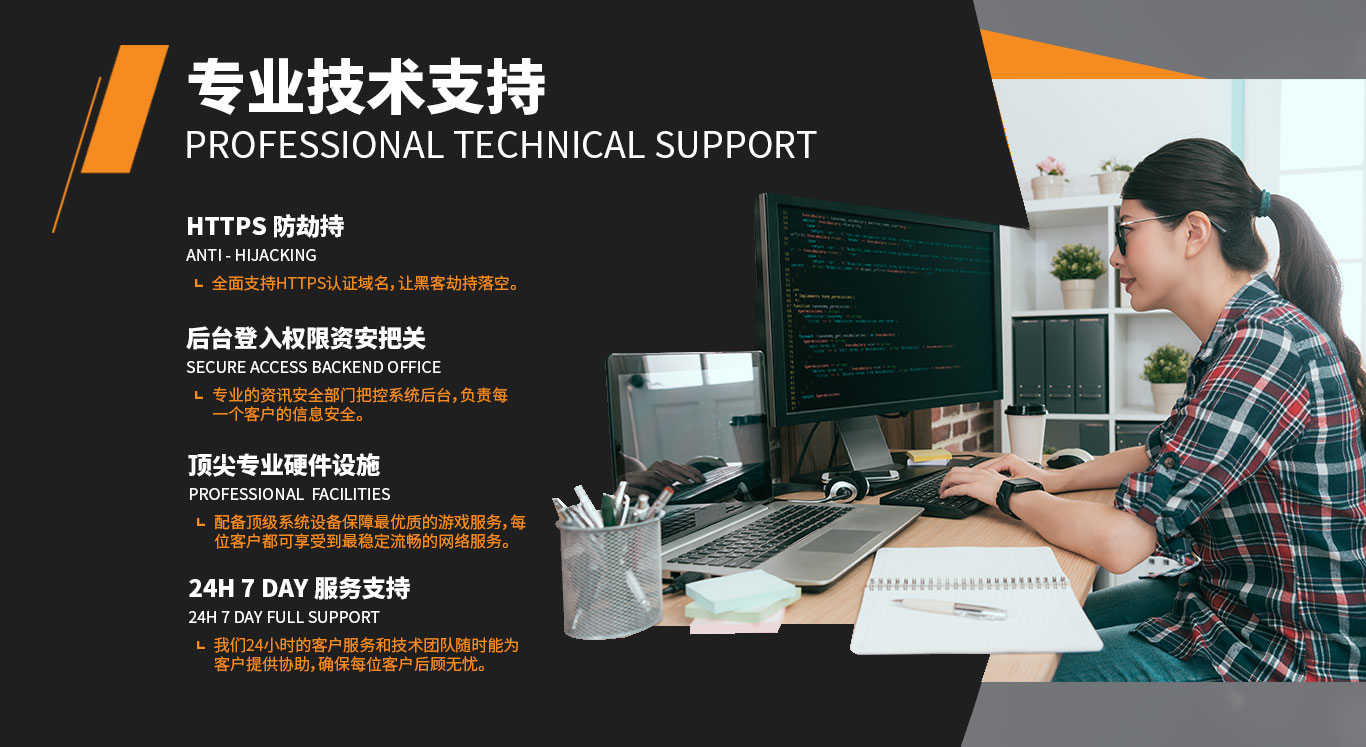 专业技术支持
PROFESSIONAL TECHNICAL SUPPORT
HTTPS 防劫持
ANTI - HIJACKING
全面支持HTTPS认证域名，让黑客劫持落空。
后台登入权限资安把关
SECURE ACCESS BACKEND OFFICE
专业的资讯安全部门把控系统后台，负责每
一个客户的信息安全。
顶尖专业硬件设施
PROFESSIONAL FACILITIES
配备顶级系统设备保障最优质的游戏服务，每
位客户都可享受到最稳定流畅的网络服务。
24H 7 DAY 服务支持
24H 7 DAY FULL SUPPORT
我们24小时的客户服务和技术团队随时能为
客户提供协助，确保每位客户后顾无忧。